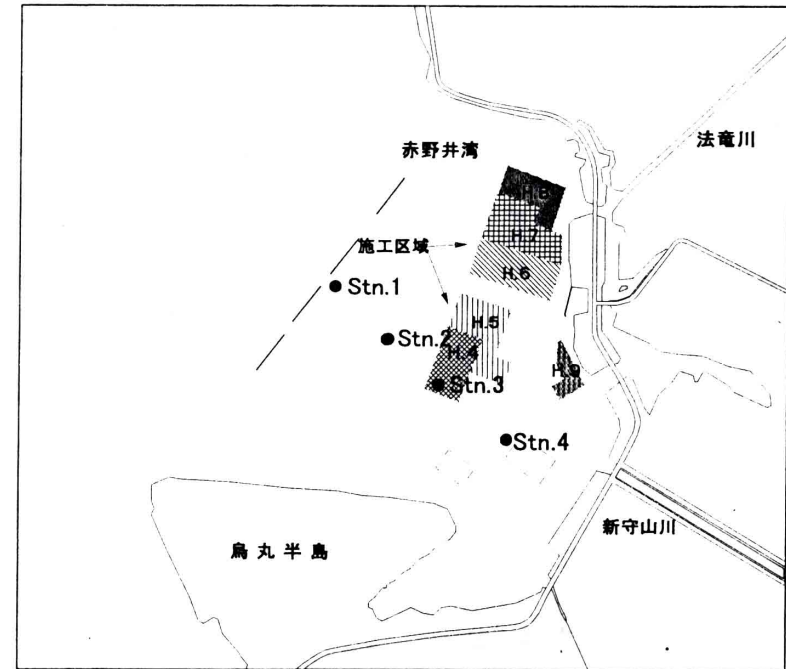 法竜川
赤野井湾
H.8
H.7
施工区域
H.6
Stn.1
H.5
Stn.2
H.4
H.9
Stn.3
Stn.4
新守山川
烏丸半島